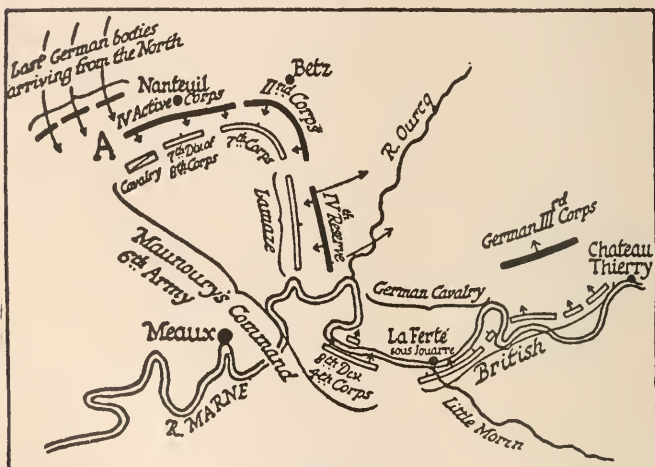 Last German bodies
arriving from the North
Betz
Nanteuil
IV Active Corps
IInd Corps
A
Cavalry
7th Div of
8th Corps
7th Corps
R. Ourcq
Lamaze
IVth Reserve
German IIIrd Corps
Chateau
Thierry
Maunoury's Command
6th Army
German Cavalry
Meaux
La Ferté
sous Jouarre
British
8th Div
4th Corps
R. MARNE
Little Morin